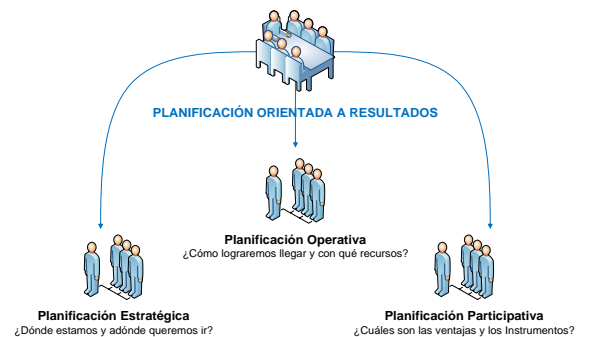 PLANIFICACIÓN ORIENTADA A RESULTADOS
Planificación Operativa
¿Cómo lograremos llegar y con qué recursos?
Planificación Estratégica
¿Dónde estamos y adónde queremos ir?
Planificación Participativa
¿Cuáles son las ventajas y los Instrumentos?